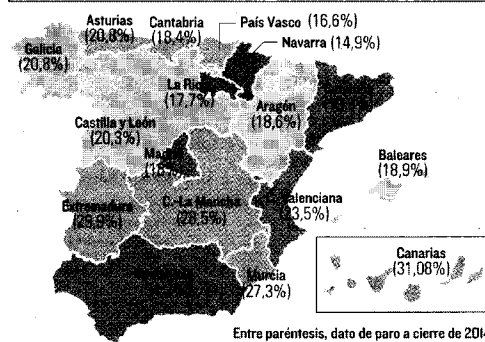 Asturias
(20,8%)
Cantabria
(18,4%)
País Vasco (16,6%)
Navarra (14,9%)
Galicia
(20,8%)
(17,7%)
Aragón
(18,6%)
Castilla y León
(20,3%)
Baleares
(18,9%)
Extremadura
(29,9%)
C.-La Mancha
(28,5%)
Valenciana
Murcia
(27,3%)
Canarias
(31,08%)
Entre paréntesis, dato de paro a cierre de 2014